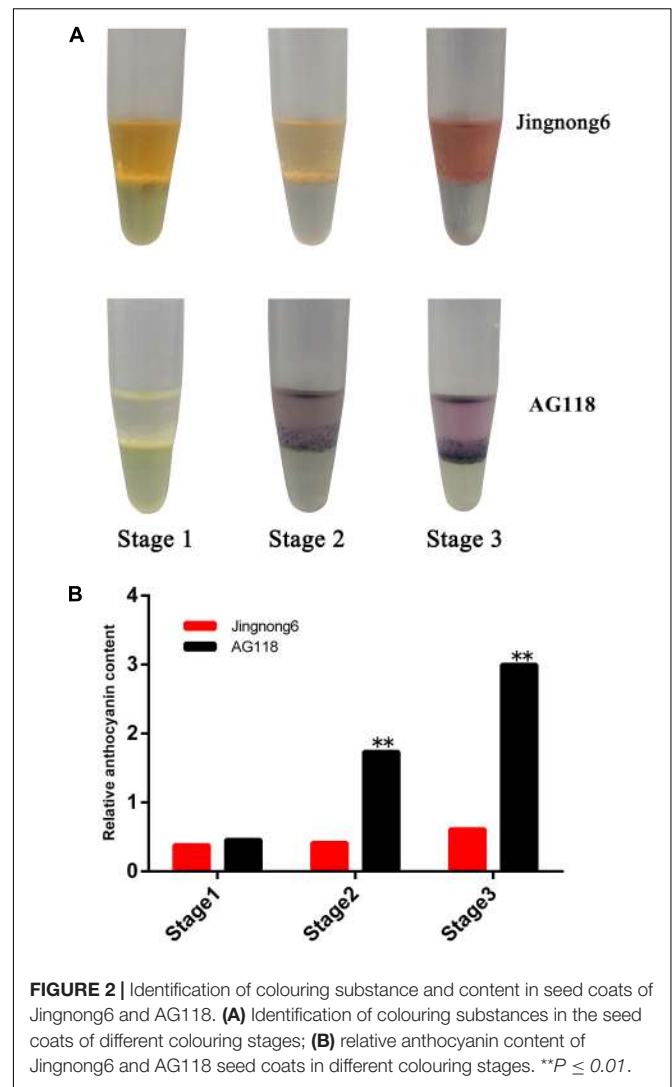 A
Jingnong6
AG118
Stage 1
Stage 2
Stage 3
B
Relative anthocyanin content
4
3
2
1
0
Jingnong6
AG118
**
**
Stage1
Stage2
Stage3
FIGURE 2 | Identification of colouring substance and content in seed coats of
Jingnong6 and AG118. (A) Identification of colouring substances in the seed
coats of different colouring stages; (B) relative anthocyanin content of
Jingnong6 and AG118 seed coats in different colouring stages. **P ≤ 0.01.